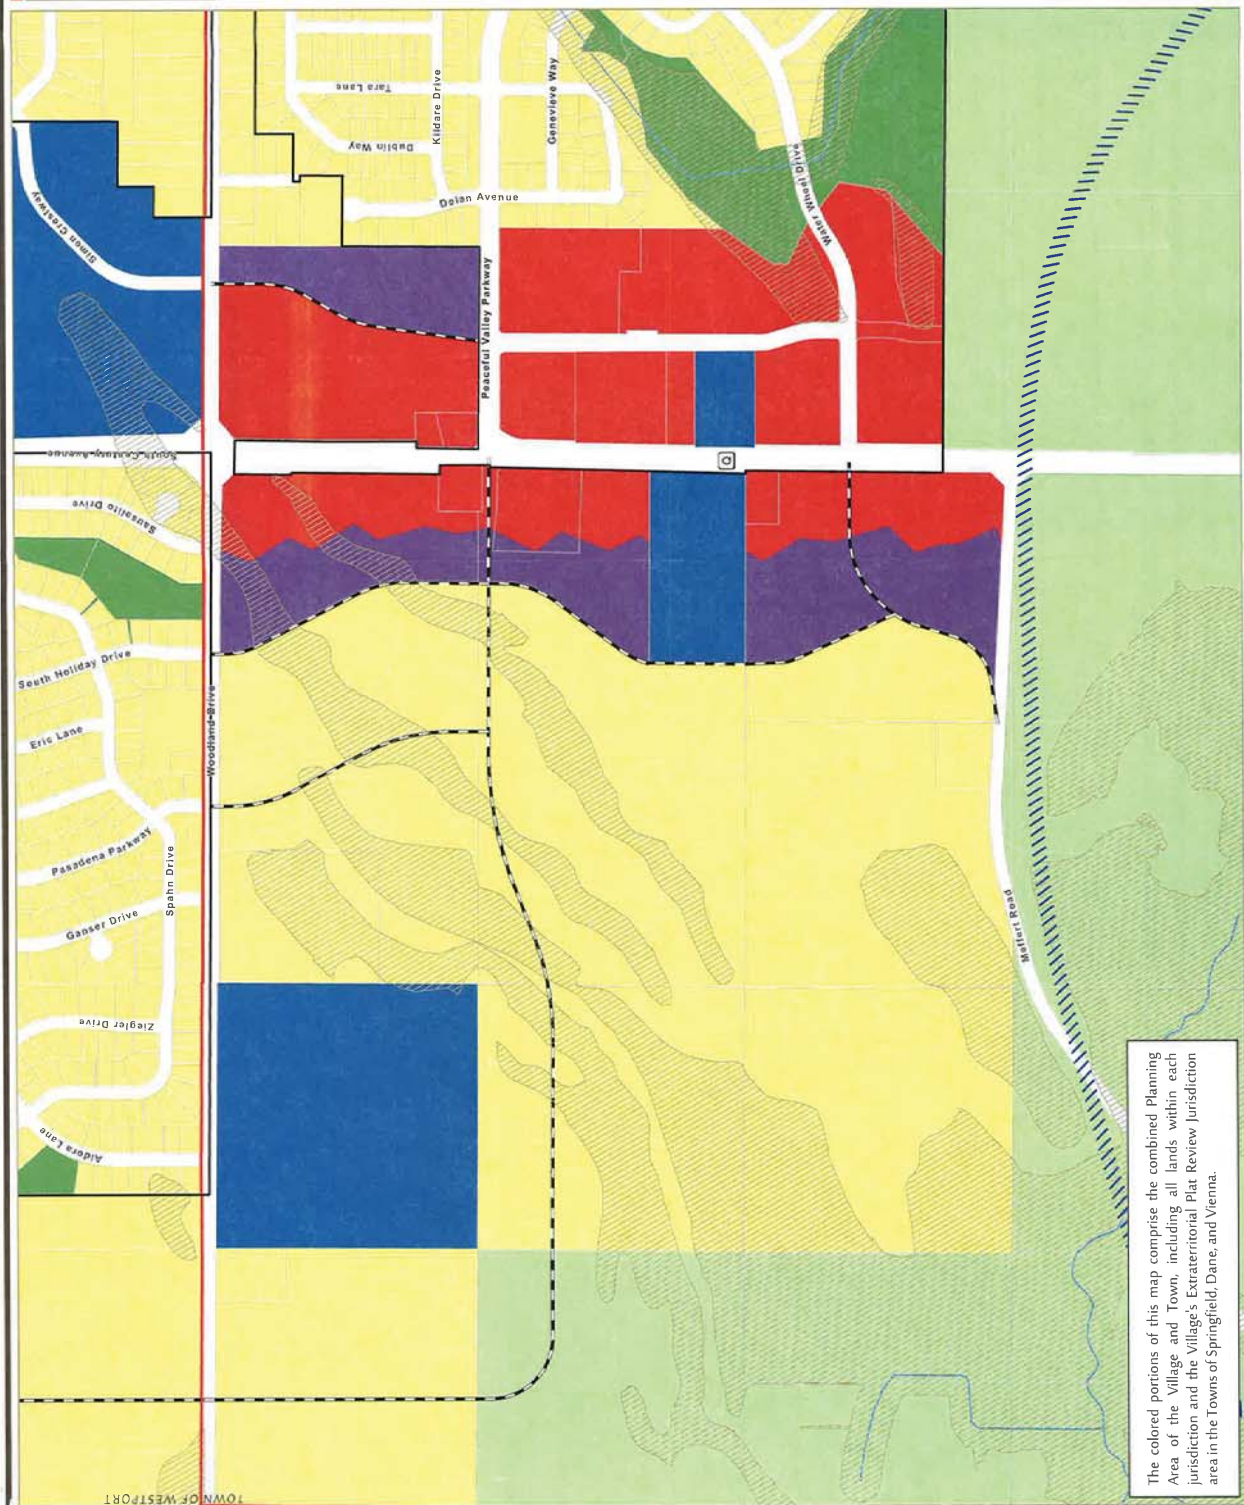 Tara Lane
Kildare Drive
Genevieve Way
Dublin Way
Dolan Avenue
Water Wheel Drive
Simon Crestway
Peaceful Valley Parkway
South Century Avenue
Sausalito Drive
Q
South Holiday Drive
Eric Lane
Woodland Drive
Pasadena Parkway
Spahn Drive
Ganser Drive
Meffert Road
Ziegler Drive
Aldora Lane
TOWN OF WESTPORT
The colored portions of this map comprise the combined Planning
Area of the Village and Town, including all lands within each
jurisdiction and the Village's Extraterritorial Plat Review Jurisdiction
area in the Towns of Springfield, Dane, and Vienna.